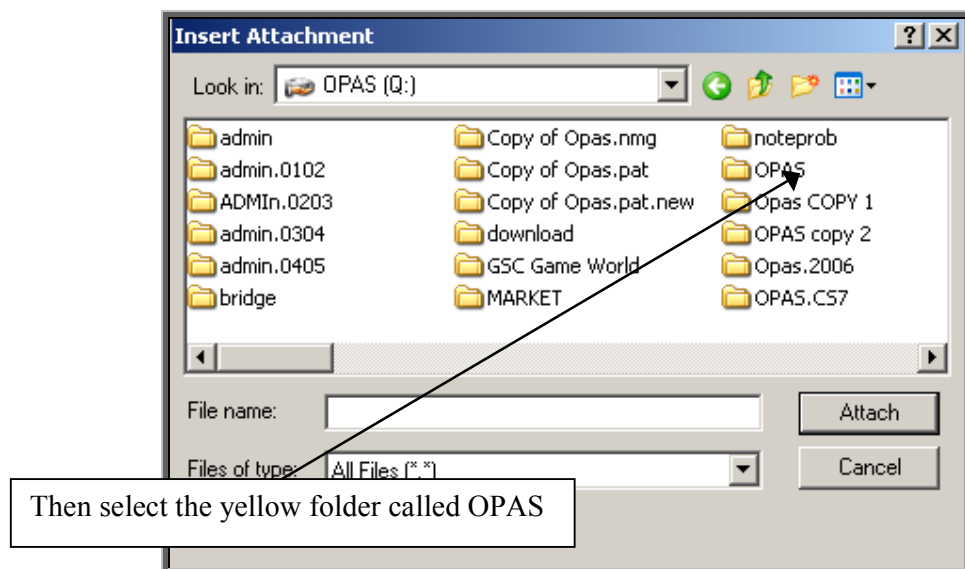 Insert Attachment
Look in: OPAS (Q:)
admin Copy of Opas.nmg noteprob
admin.0102 Copy of Opas.pat OPAS
ADMIn.0203 Copy of Opas.pat.new Opas COPY 1
admin.0304 download OPAS copy 2
admin.0405 GSC Game World Opas.2006
bridge MARKET OPAS.CS7
File name: Attach
Files of type: All Files (*.*) Cancel
Then select the yellow folder called OPAS